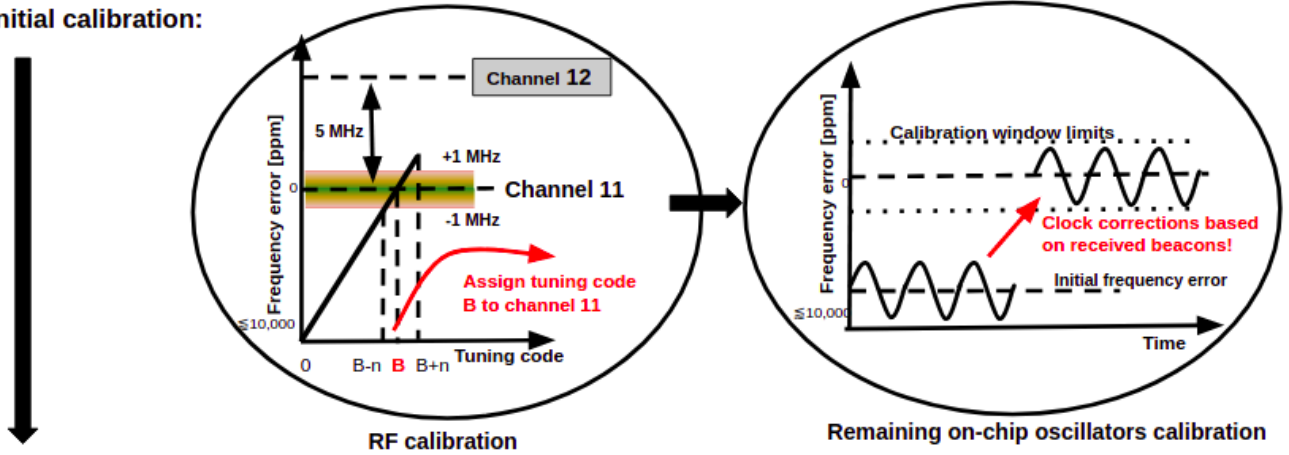 nitial calibration:
Channel 12
5 MHz
+1 MHz
Frequency error [ppm]
0
Channel 11
-1 MHz
Assign tuning code
B to channel 11
≦10,000
Tuning code
0 B-n B B+n
RF calibration
Frequency error [ppm]
Calibration window limits
0
Clock corrections based
on received beacons!
Initial frequency error
≦10,000
Time
Remaining on-chip oscillators calibration